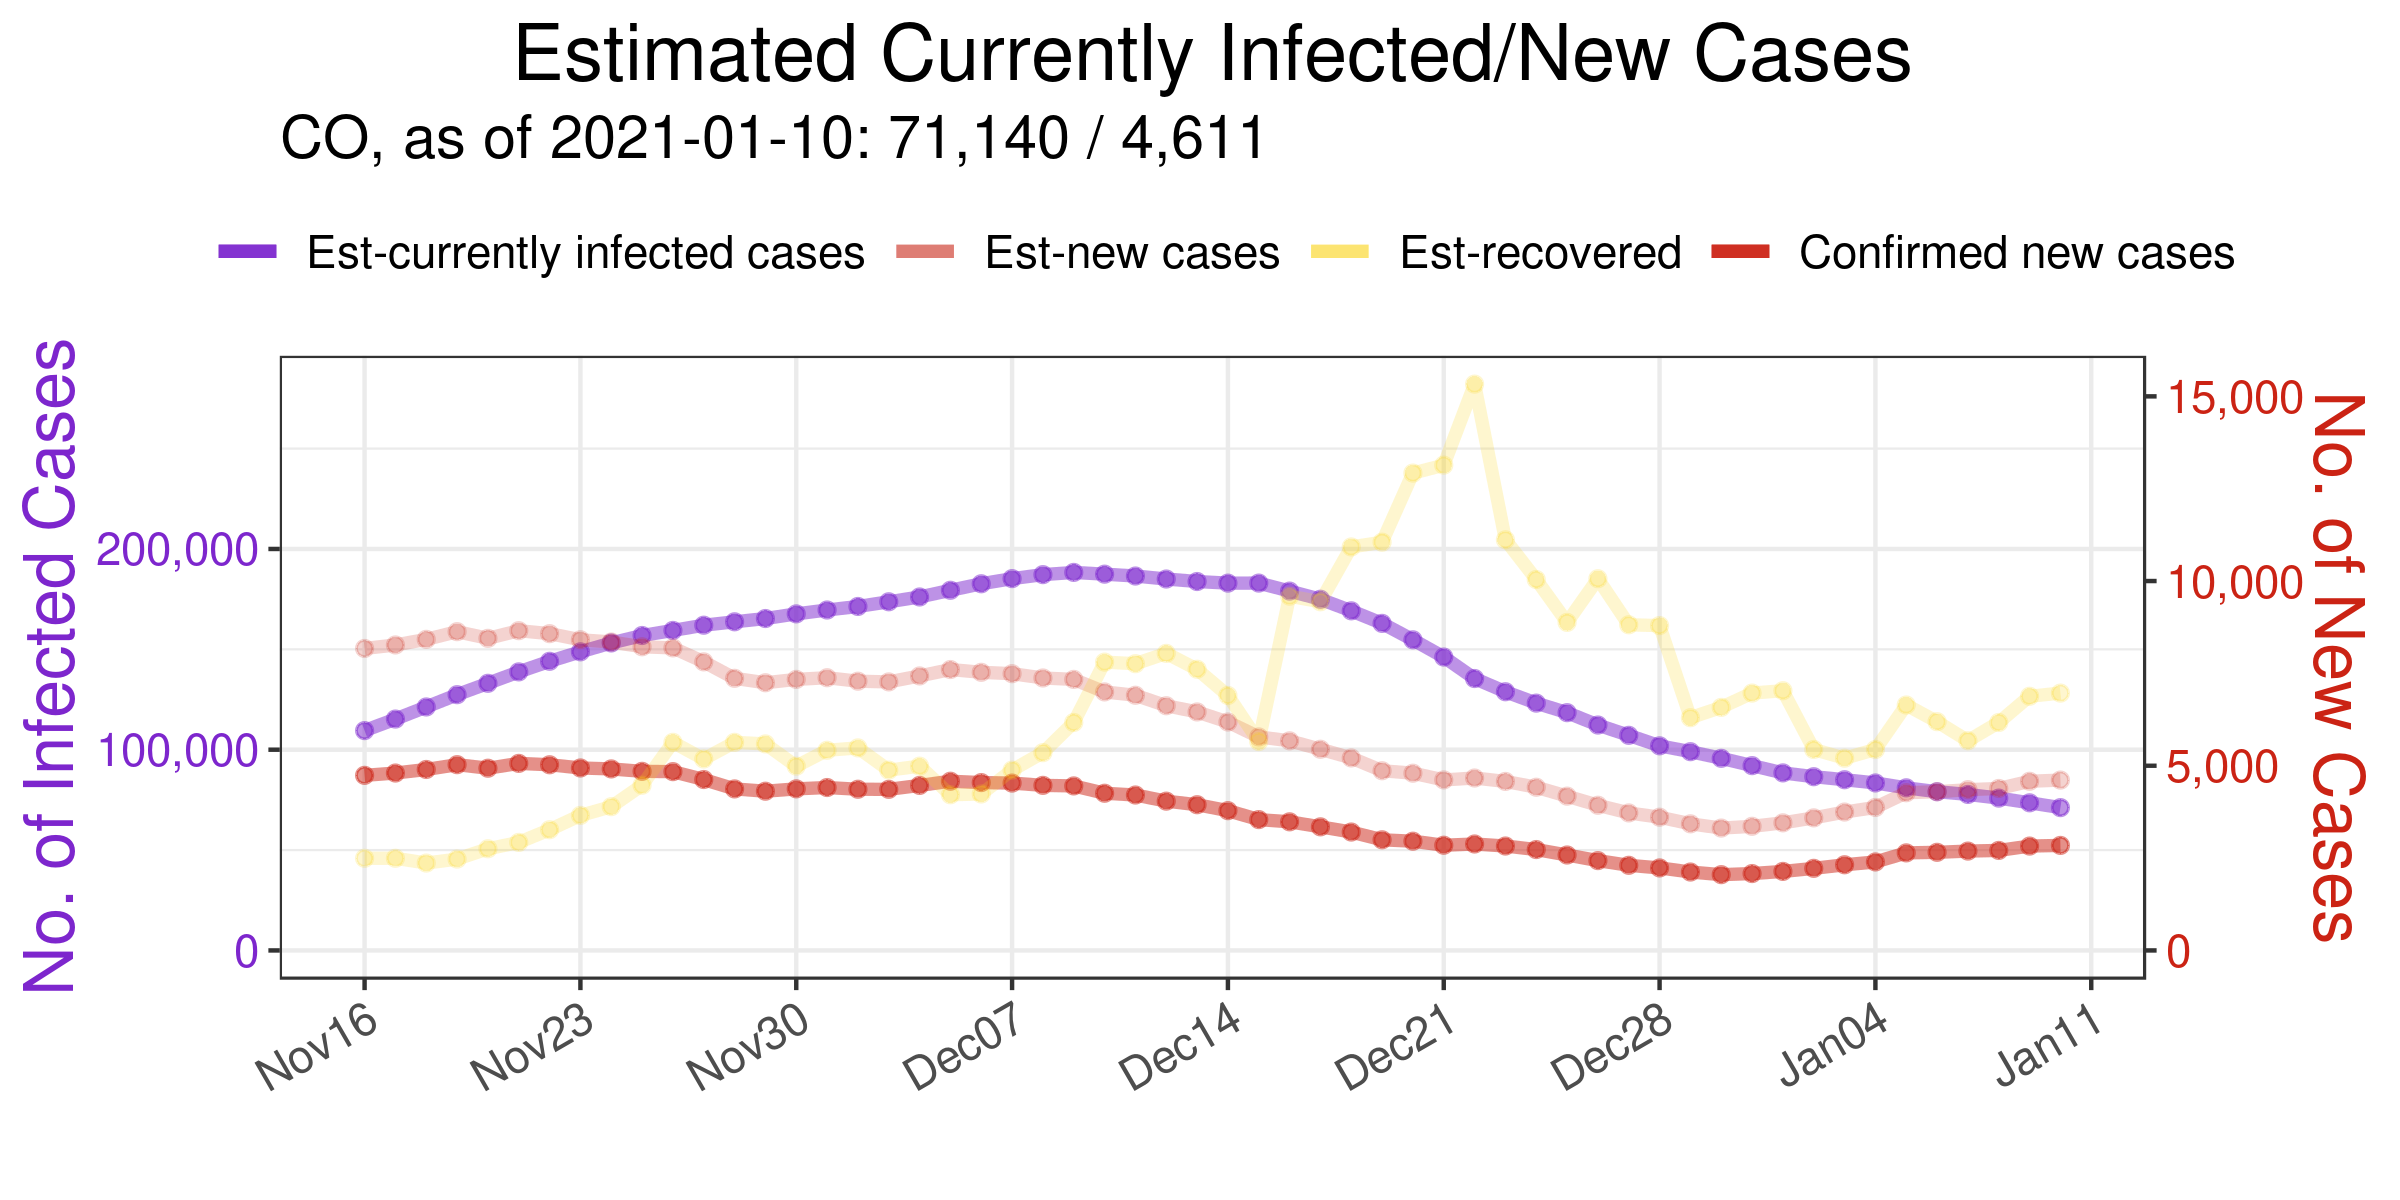 Estimated Currently Infected/New Cases
CO, as of 2021-01-10: 71,140 / 4,611
Est-currently infected cases Est-new cases Est-recovered Confirmed new cases
No. of Infected Cases
200,000
100,000
0
15,000
10,000
5,000
0
No. of New Cases
Nov16 Nov23 Nov30 Dec07 Dec14 Dec21 Dec28 Jan04 Jan11